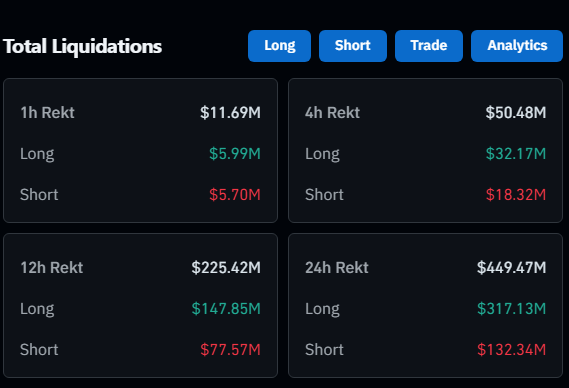 Total Liquidations Long Short Trade Analytics
1h Rekt $11.69M
Long $5.99M
Short $5.70M
4h Rekt $50.48M
Long $32.17M
Short $18.32M
12h Rekt $225.42M
Long $147.85M
Short $77.57M
24h Rekt $449.47M
Long $317.13M
Short $132.34M